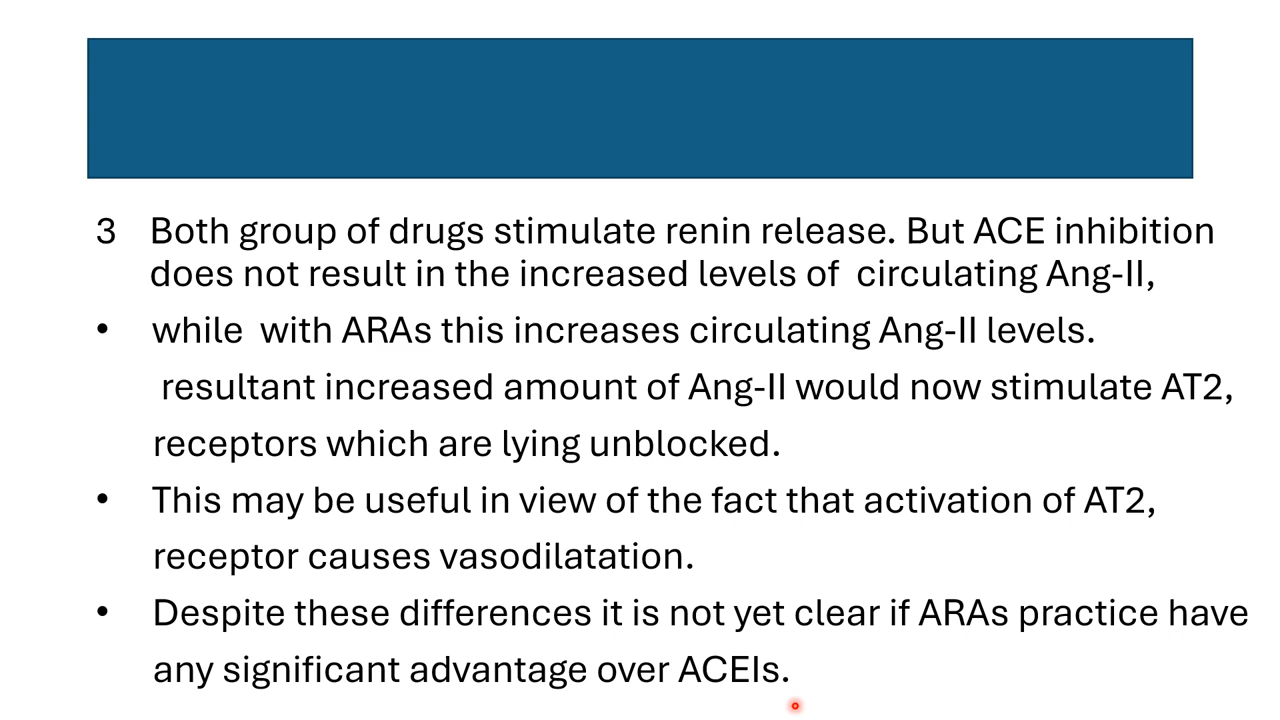 3 Both group of drugs stimulate renin release. But ACE inhibition
does not result in the increased levels of  circulating Ang-II,
• while  with ARAs this increases circulating Ang-II levels.
resultant increased amount of Ang-II would now stimulate AT2,
receptors which are lying unblocked.
• This may be useful in view of the fact that activation of AT2,
receptor causes vasodilatation.
• Despite these differences it is not yet clear if ARAs practice have
any significant advantage over ACEIs.